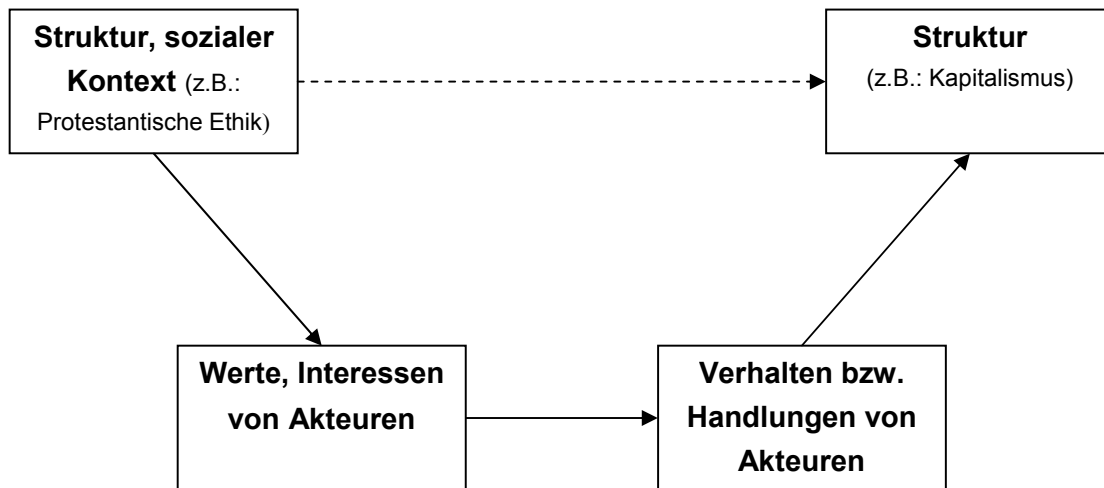 Struktur, sozialer
Kontext (z.B.:
Protestantische Ethik)
Struktur
(z.B.: Kapitalismus)
Werte, Interessen
von Akteuren
Verhalten bzw.
Handlungen von
Akteuren